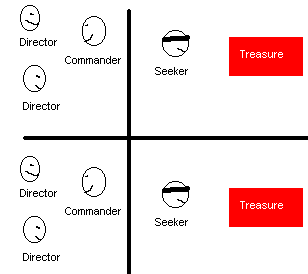 Director
Commander
Director
Seeker
Treasure
Director
Commander
Director
Seeker
Treasure